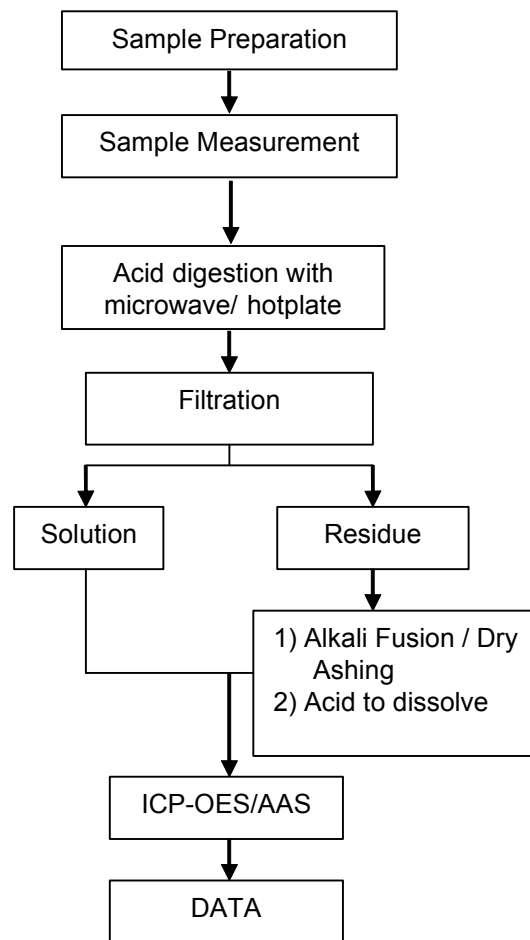 Sample Preparation
Sample Measurement
Acid digestion with
microwave/ hotplate
Filtration
Solution
Residue
1) Alkali Fusion / Dry
Ashing
2) Acid to dissolve
ICP-OES/AAS
DATA